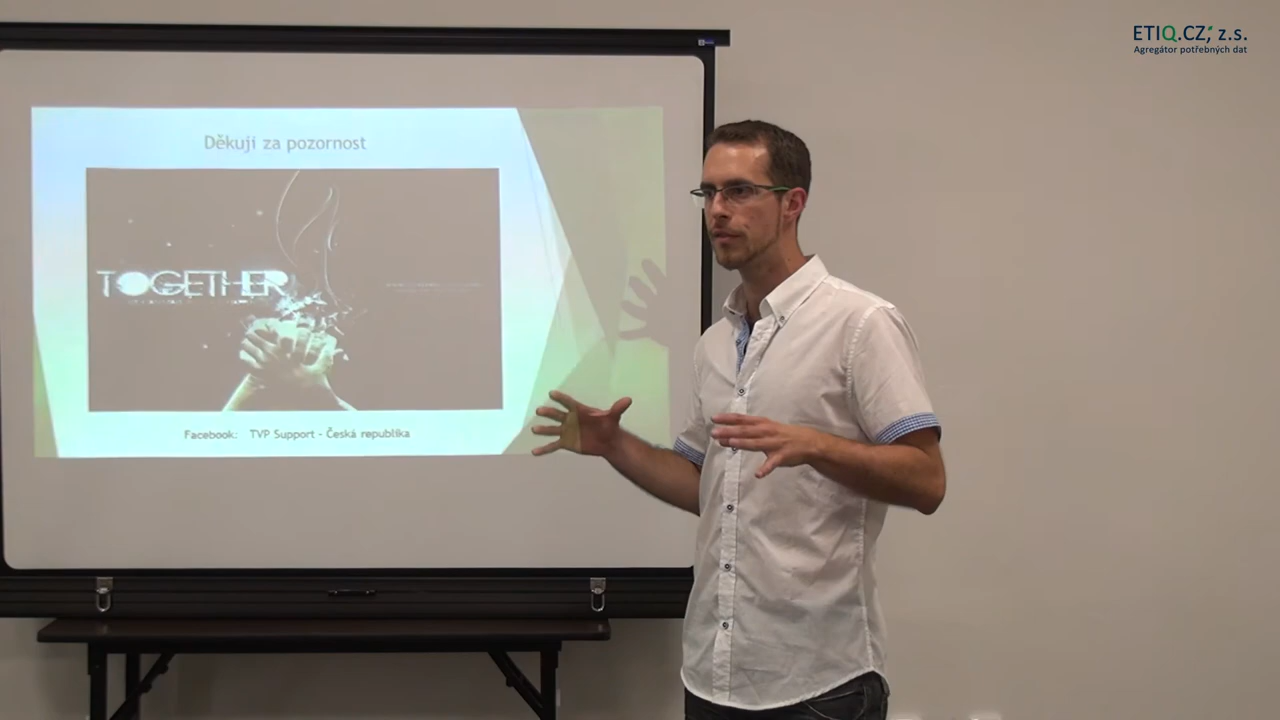 ETIQ.CZ, z.s.
Agregátor potřebných dat
Děkuji za pozornost
TOGETHER
Facebook: TVP Support - Česká republika